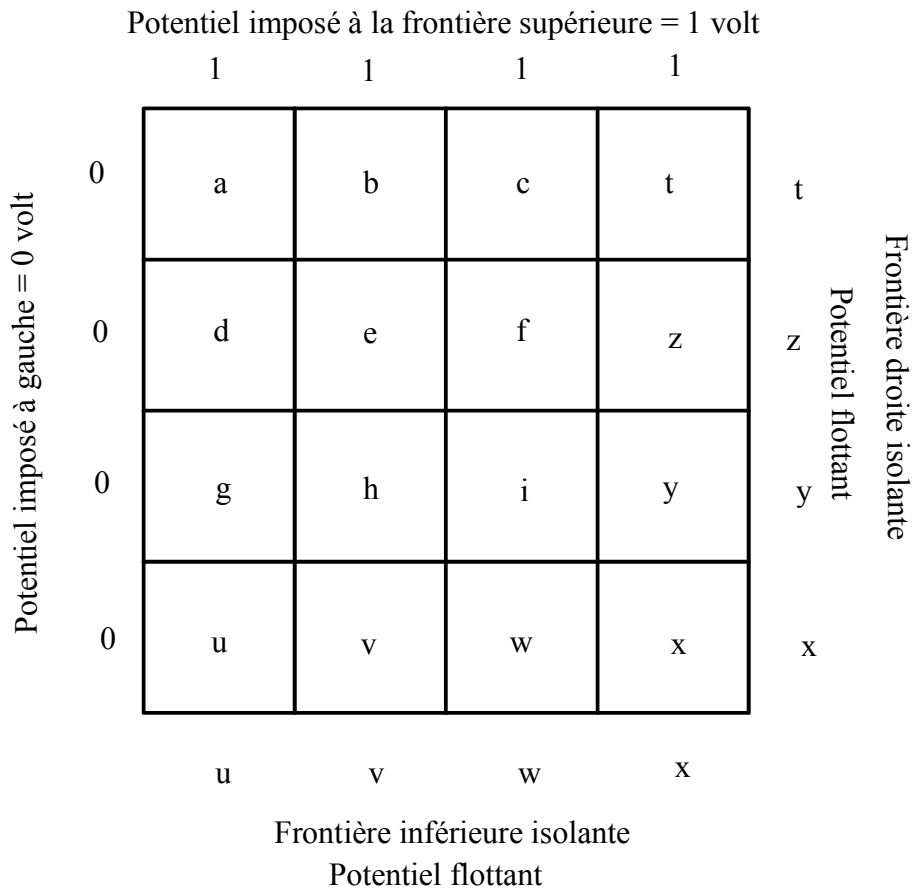 Potentiel imposé à la frontière supérieure = 1 volt
1 1 1 1
0 a b c t t
0 d e f z z
0 g h i y y
0 u v w x x
u v w x
Potentiel imposé à gauche = 0 volt
Potentiel flottant
Frontière droite isolante
Frontière inférieure isolante
Potentiel flottant